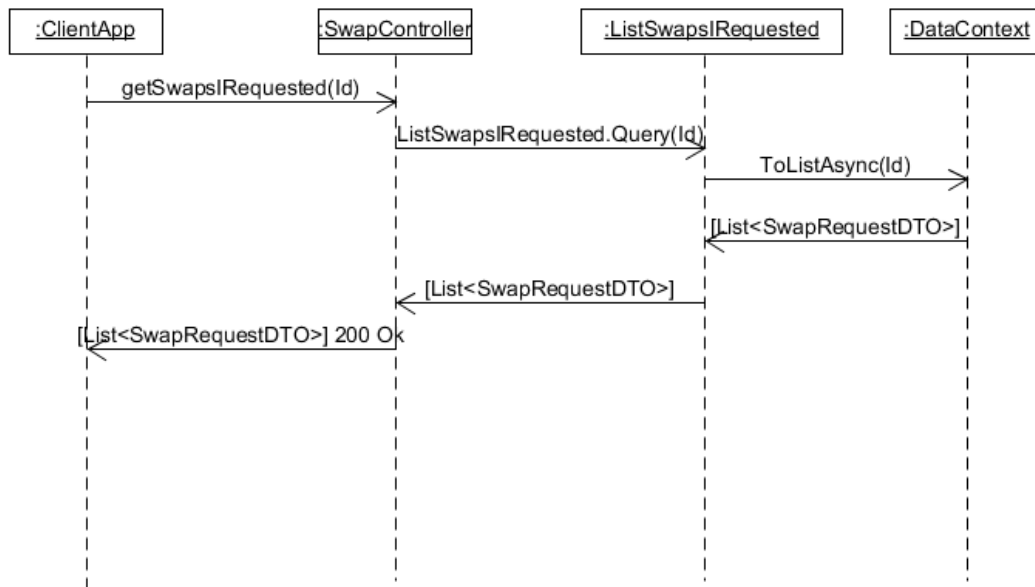 :ClientApp
:SwapController
:ListSwapsIRequested
:DataContext
getSwapsIRequested(Id)
ListSwapsIRequested.Query(Id)
ToListAsync(Id)
[List<SwapRequestDTO>]
[List<SwapRequestDTO>]
[List<SwapRequestDTO>] 200 Ok